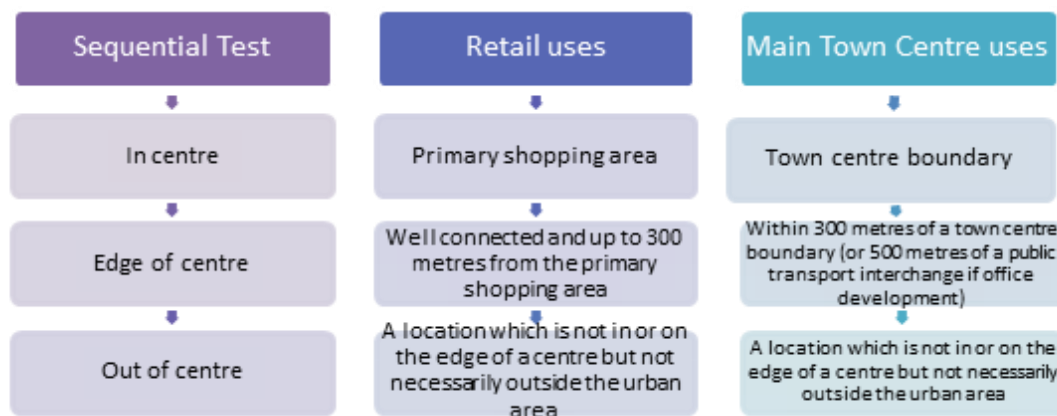 Sequential Test
In centre
Edge of centre
Out of centre
Retail uses
Primary shopping area
Well connected and up to 300
metres from the primary
shopping area
A location which is not in or on
the edge of a centre but not
necessarily outside the urban
area
Main Town Centre uses
Town centre boundary
Within 300 metres of a town centre
boundary (or 500 metres of a public
transport interchange if office
development)
A location which is not in or on the
edge of a centre but not necessarily
outside the urban area